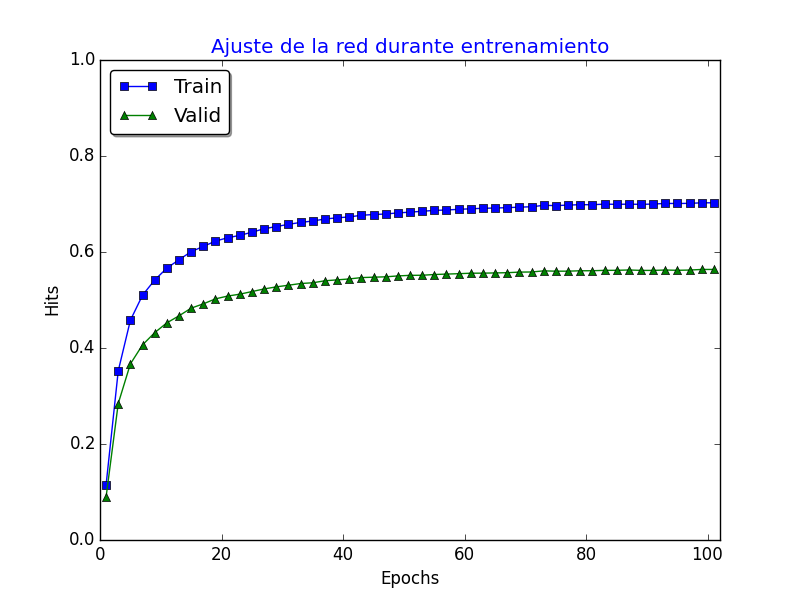 Ajuste de la red durante entrenamiento
1.0
0.8
0.6
0.4
0.2
0.0
Train
Valid
Hits
0 20 40 60 80 100
Epochs